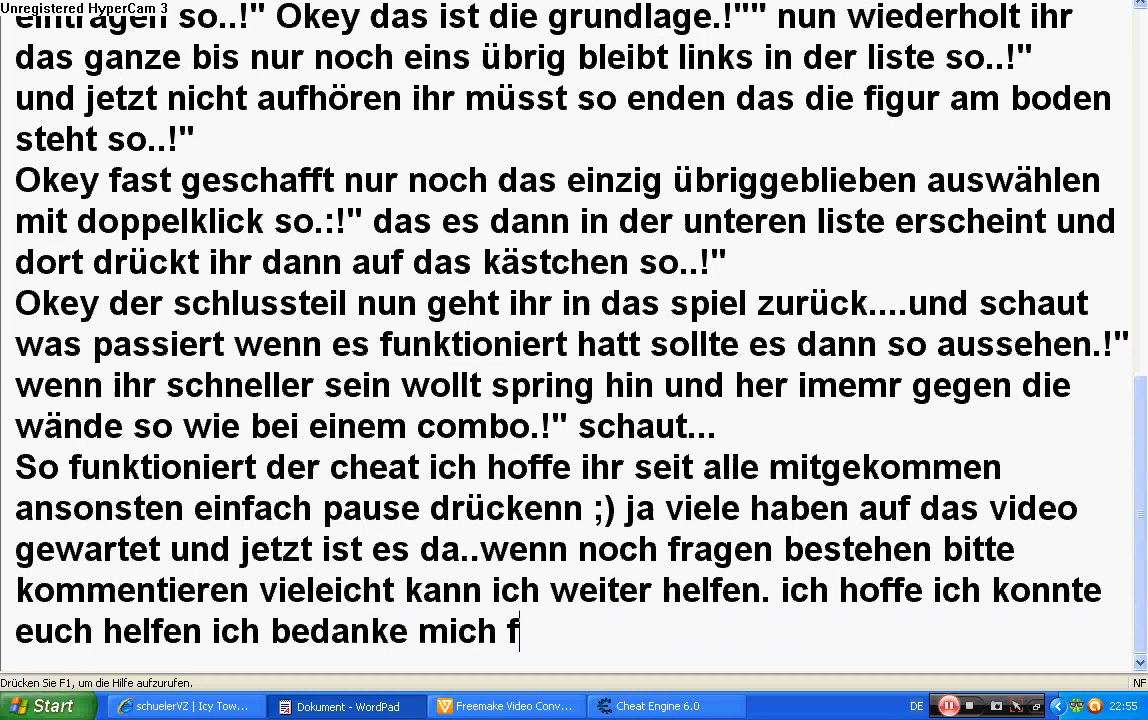 Unregistered HyperCam 3
eintragen so..!" Okey das ist die grundlage.!"" nun wiederholt ihr
das ganze bis nur noch eins übrig bleibt links in der liste so..!"
und jetzt nicht aufhören ihr müsst so enden das die figur am boden
steht so..!"
Okey fast geschafft nur noch das einzig übriggeblieben auswählen
mit doppelklick so.:!" das es dann in der unteren liste erscheint und
dort drückt ihr dann auf das kästchen so..!"
Okey der schlussteil nun geht ihr in das spiel zurück....und schaut
was passiert wenn es funktioniert hatt sollte es dann so aussehen.!"
wenn ihr schneller sein wollt spring hin und her imemr gegen die
wände so wie bei einem combo.!" schaut...
So funktioniert der cheat ich hoffe ihr seit alle mitgekommen
ansonsten einfach pause drückenn ;) ja viele haben auf das video
gewartet und jetzt ist es da..wenn noch fragen bestehen bitte
kommentieren vieleicht kann ich weiter helfen. ich hoffe ich konnte
euch helfen ich bedanke mich f
Drücken Sie F1, um die Hilfe aufzurufen. NF
Start schuelerVZ | Icy Tow... Dokument - WordPad Freemake Video Conv... Cheat Engine 6.0 DE 22:55